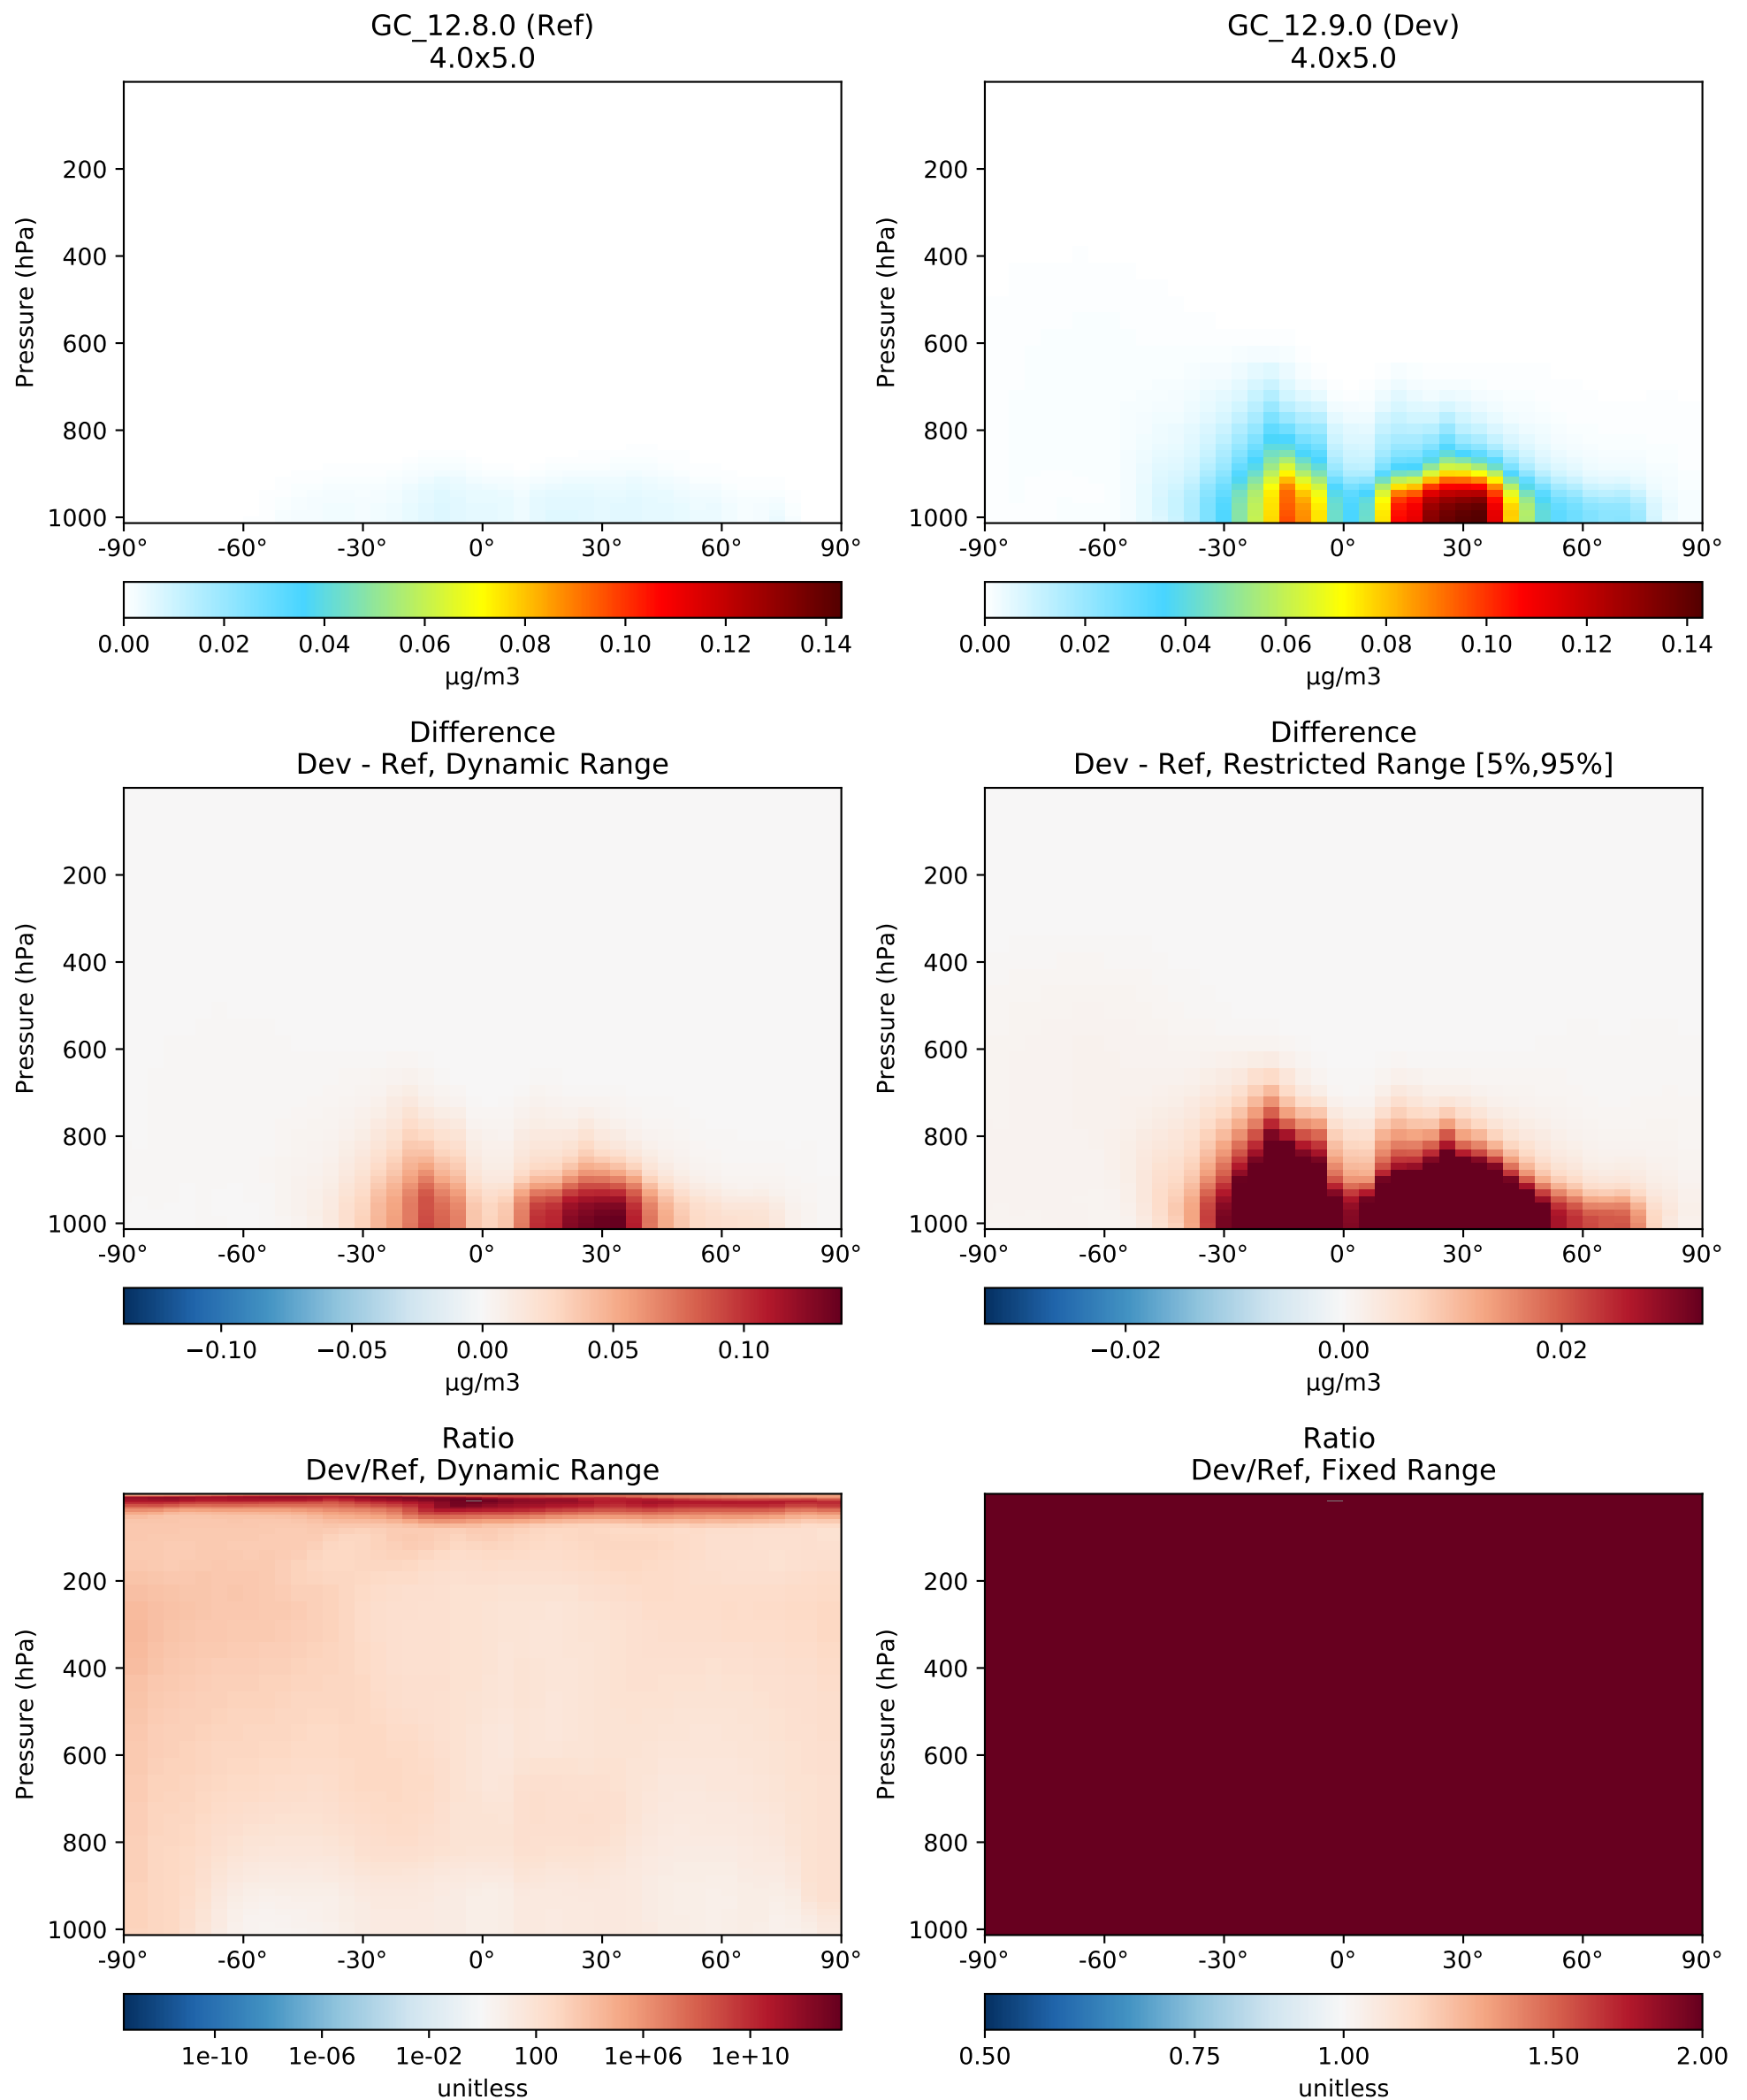 GC_12.8.0 (Ref)
4.0x5.0
Pressure (hPa)
200
400
600
800
1000
-90° -60° -30° 0° 30° 60° 90°
0.00 0.02 0.04 0.06 0.08 0.10 0.12 0.14
μg/m3
GC_12.9.0 (Dev)
4.0x5.0
Pressure (hPa)
200
400
600
800
1000
-90° -60° -30° 0° 30° 60° 90°
0.00 0.02 0.04 0.06 0.08 0.10 0.12 0.14
μg/m3
Difference
Dev - Ref, Dynamic Range
Pressure (hPa)
200
400
600
800
1000
-90° -60° -30° 0° 30° 60° 90°
−0.10 −0.05 0.00 0.05 0.10
μg/m3
Difference
Dev - Ref, Restricted Range [5%,95%]
Pressure (hPa)
200
400
600
800
1000
-90° -60° -30° 0° 30° 60° 90°
−0.02 0.00 0.02
μg/m3
Ratio
Dev/Ref, Dynamic Range
Pressure (hPa)
200
400
600
800
1000
-90° -60° -30° 0° 30° 60° 90°
1e-10 1e-06 1e-02 100 1e+06 1e+10
unitless
Ratio
Dev/Ref, Fixed Range
Pressure (hPa)
200
400
600
800
1000
-90° -60° -30° 0° 30° 60° 90°
0.50 0.75 1.00 1.50 2.00
unitless